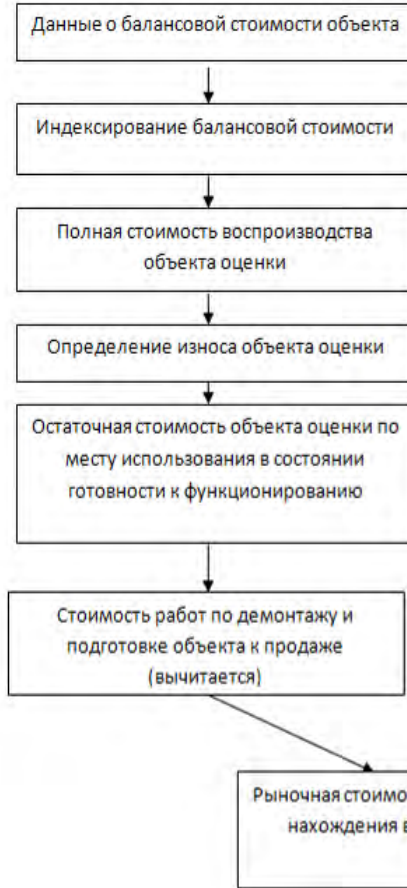 Данные о балансовой стоимости объекта
Индексирование балансовой стоимости
Полная стоимость воспроизводства
объекта оценки
Определение износа объекта оценки
Остаточная стоимость объекта оценки по
месту использования в состоянии
готовности к функционированию
Стоимость работ по демонтажу и
подготовке объекта к продаже
(вычитается)
Рыночная стоимо
нахождения в